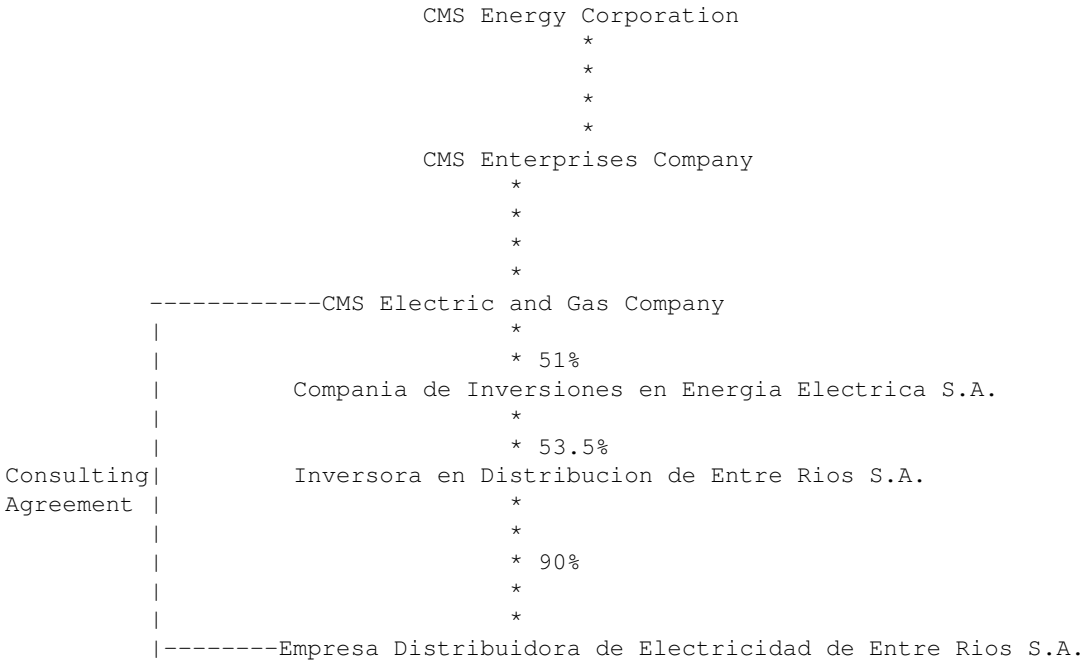 CMS Energy Corporation
*
*
*
*
CMS Enterprises Company
*
*
*
*
------------CMS Electric and Gas Company
| *
| * 51%
| Compania de Inversiones en Energia Electrica S.A.
| *
| * 53.5%
Consulting| Inversora en Distribucion de Entre Rios S.A.
Agreement | *
| *
| * 90%
| *
| *
|--------Empresa Distribuidora de Electricidad de Entre Rios S.A.